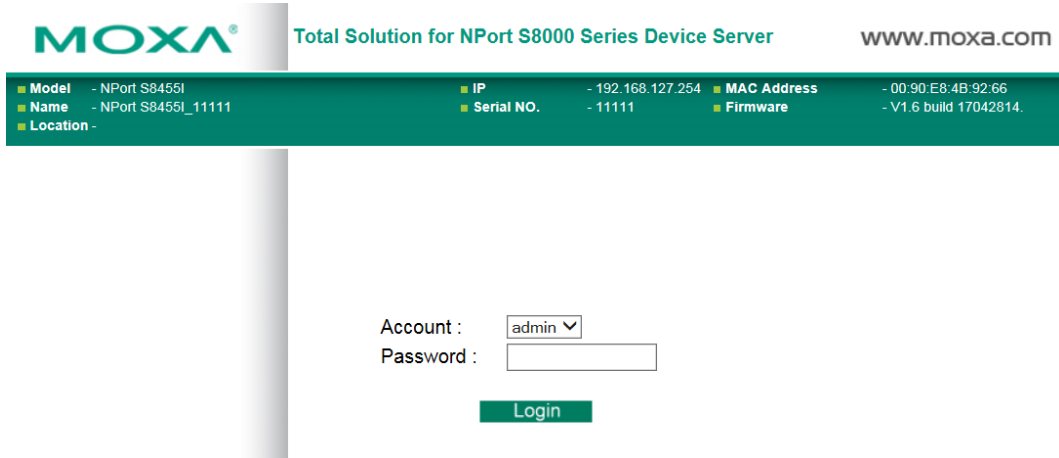 MOXA®
Total Solution for NPort S8000 Series Device Server
www.moxa.com
Model - NPort S8455I IP - 192.168.127.254 MAC Address - 00:90:E8:4B:92:66
Name - NPort S8455I_11111 Serial NO. - 11111 Firmware - V1.6 build 17042814.
Location -
Account : admin
Password :
Login